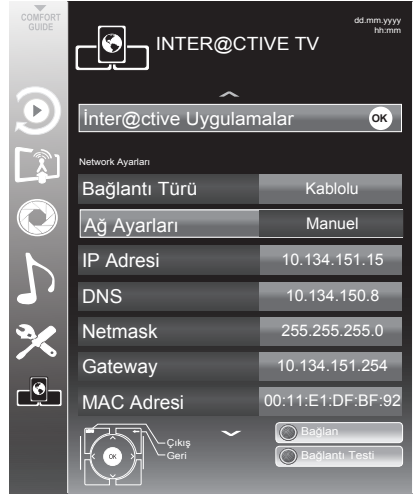 COMFORT
GUIDE
INTER@CTIVE TV
dd.mm.yyyy
hh:mm
İnter@ctive Uygulamalar OK
Network Ayarları
Bağlantı Türü Kablolu
Ağ Ayarları Manuel
IP Adresi 10.134.151.15
DNS 10.134.150.8
Netmask 255.255.255.0
Gateway 10.134.151.254
MAC Adresi 00:11:E1:DF:BF:92
OK
Çıkış
Geri
Bağlan
Bağlantı Testi